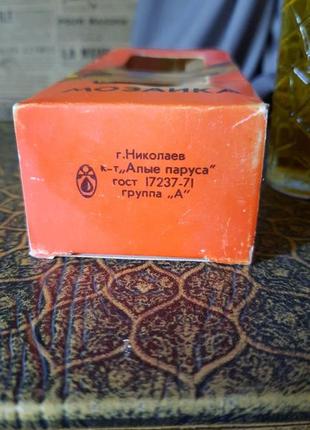 МОЗАИКА
г.Николаев
к-т„Алые паруса"
гост 17237-71
группа „А"